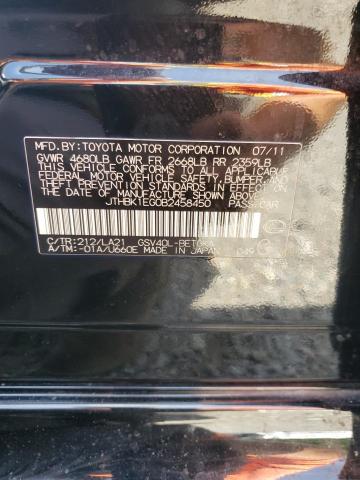 MFD. BY: TOYOTA MOTOR CORPORATION 07/11
GVWR 4680LB GAWR FR 2668LB RR 2359LB
THIS VEHICLE CONFORMS TO ALL APPLICABLE
FEDERAL MOTOR VEHICLE SAFETY, BUMPER, AND
THEFT PREVENTION STANDARDS IN EFFECT ON
THE DATE OF MANUFACTURE SHOWN ABOVE.
JTHBK1EG0B2458450 PASS. CAR
C/TR:212/LA21 GSV40L-BETGKA
A/TM:-01A/U660E MADE IN JAPAN